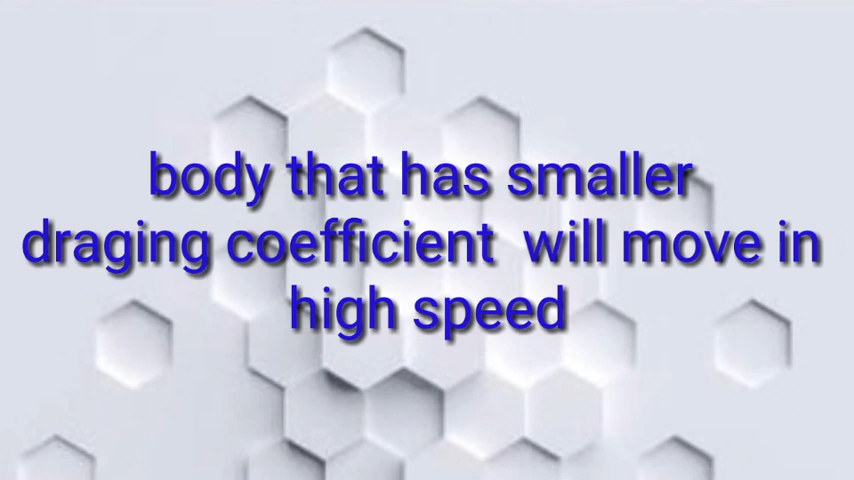 body that has smaller
draging coefficient  will move in
high speed